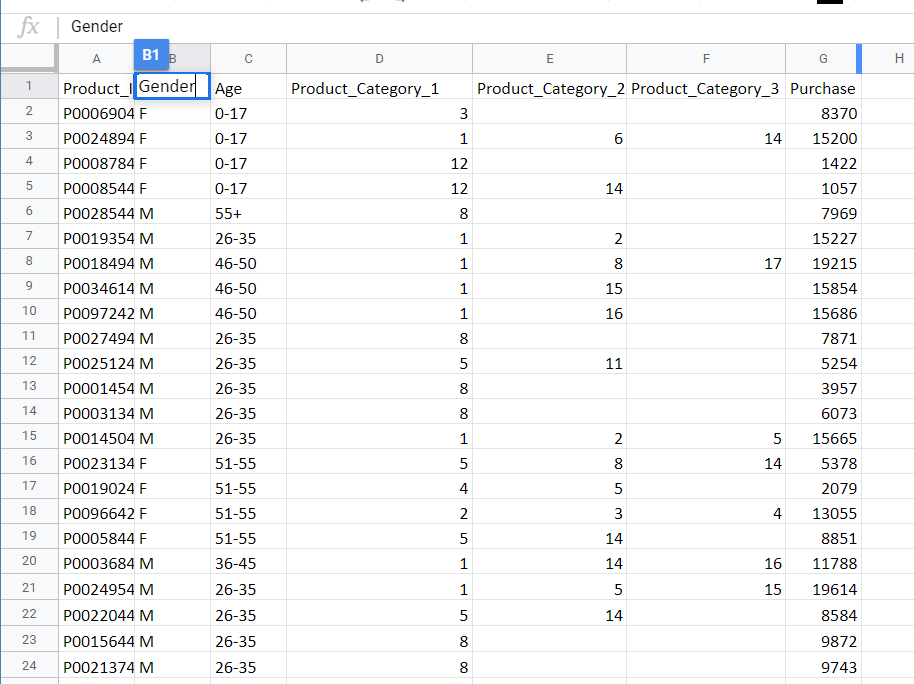 fx Gender
A B1 B C D E F G H
1 Product_I Gender Age Product_Category_1 Product_Category_2 Product_Category_3 Purchase
2 P0006904 F 0-17 3 8370
3 P0024894 F 0-17 1 6 14 15200
4 P0008784 F 0-17 12 1422
5 P0008544 F 0-17 12 14 1057
6 P0028544 M 55+ 8 7969
7 P0019354 M 26-35 1 2 15227
8 P0018494 M 46-50 1 8 17 19215
9 P0034614 M 46-50 1 15 15854
10 P0097242 M 46-50 1 16 15686
11 P0027494 M 26-35 8 7871
12 P0025124 M 26-35 5 11 5254
13 P0001454 M 26-35 8 3957
14 P0003134 M 26-35 8 6073
15 P0014504 M 26-35 1 2 5 15665
16 P0023134 F 51-55 5 8 14 5378
17 P0019024 F 51-55 4 5 2079
18 P0096642 F 51-55 2 3 4 13055
19 P0005844 F 51-55 5 14 8851
20 P0003684 M 36-45 1 14 16 11788
21 P0024954 M 26-35 1 5 15 19614
22 P0022044 M 26-35 5 14 8584
23 P0015644 M 26-35 8 9872
24 P0021374 M 26-35 8 9743